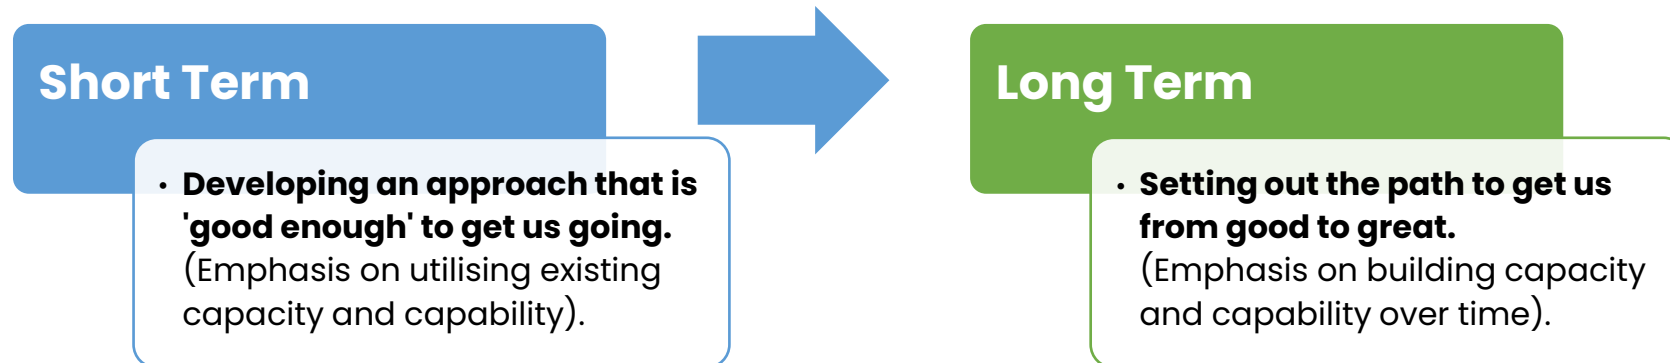 Short Term
• Developing an approach that is
'good enough' to get us going.
(Emphasis on utilising existing
capacity and capability).
Long Term
• Setting out the path to get us
from good to great.
(Emphasis on building capacity
and capability over time).